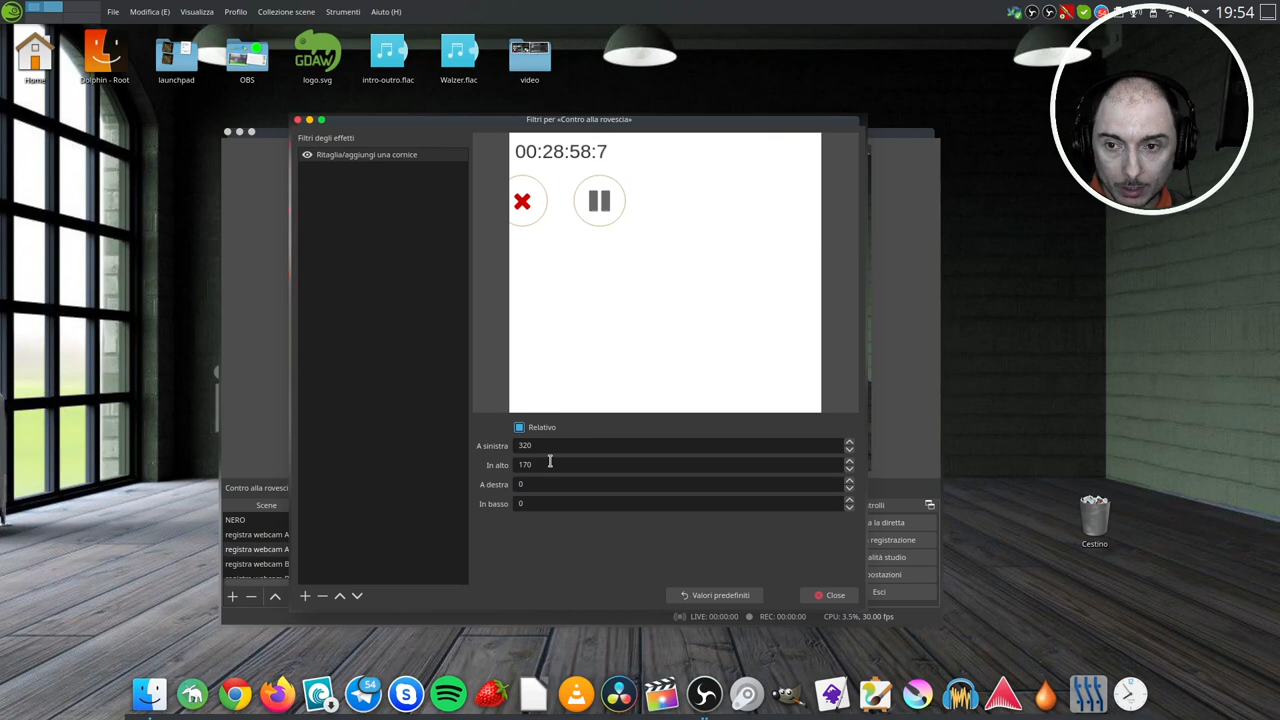 File Modifica (E) Visualizza Profilo Collezione scene Strumenti Aiuto (H)
19:54
Home
Dolphin - Root
launchpad
OBS
GDAW
logo.svg
intro-outro.flac
Walzer.flac
video
Filtri per «Contro alla rovescia»
Filtri degli effetti
Ritaglia/aggiungi una cornice
00:28:58:7
Relativo
A sinistra 320
In alto 170
A destra 0
In basso 0
Contro alla rovesci
Scene
NERO
registra webcam A
registra webcam A
registra webcam B
registra webcam B
trolli
a la diretta
registrazione
alità studio
postazioni
Esci
Valori predefiniti
Close
LIVE: 00:00:00 REC: 00:00:00 CPU: 3.5%, 30.00 fps
Cestino
54